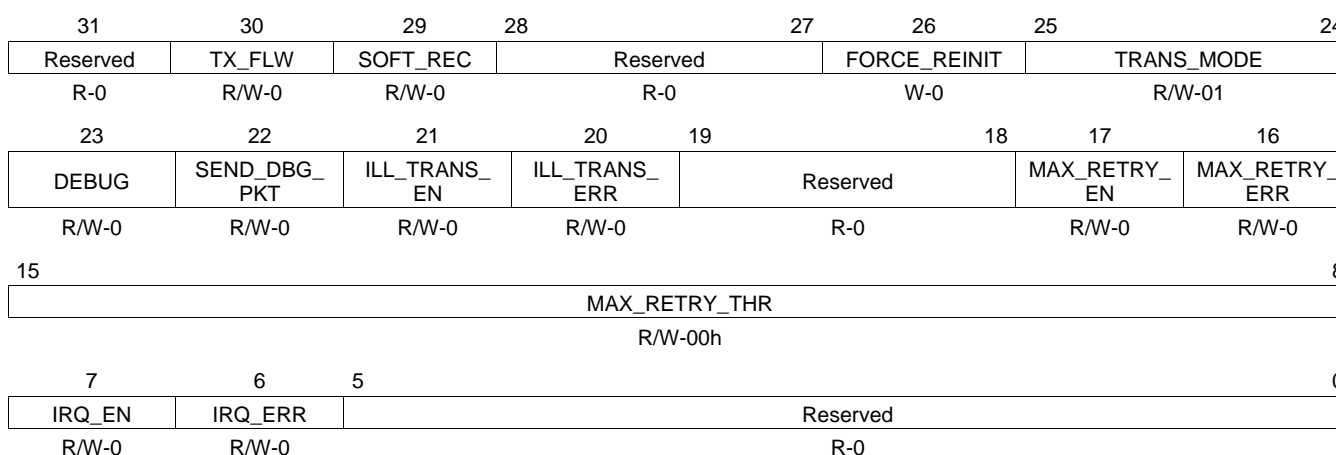 31 30 29 28 27 26 25 24
Reserved TX_FLW SOFT_REC Reserved FORCE_REINIT TRANS_MODE
R-0 R/W-0 R/W-0 R-0 W-0 R/W-01
23 22 21 20 19 18 17 16
DEBUG SEND_DBG_ PKT ILL_TRANS_ EN ILL_TRANS_ ERR Reserved MAX_RETRY_ EN MAX_RETRY_ ERR
R/W-0 R/W-0 R/W-0 R/W-0 R-0 R/W-0 R/W-0
15 8
MAX_RETRY_THR
R/W-00h
7 6 5 0
IRQ_EN IRQ_ERR Reserved
R/W-0 R/W-0 R-0